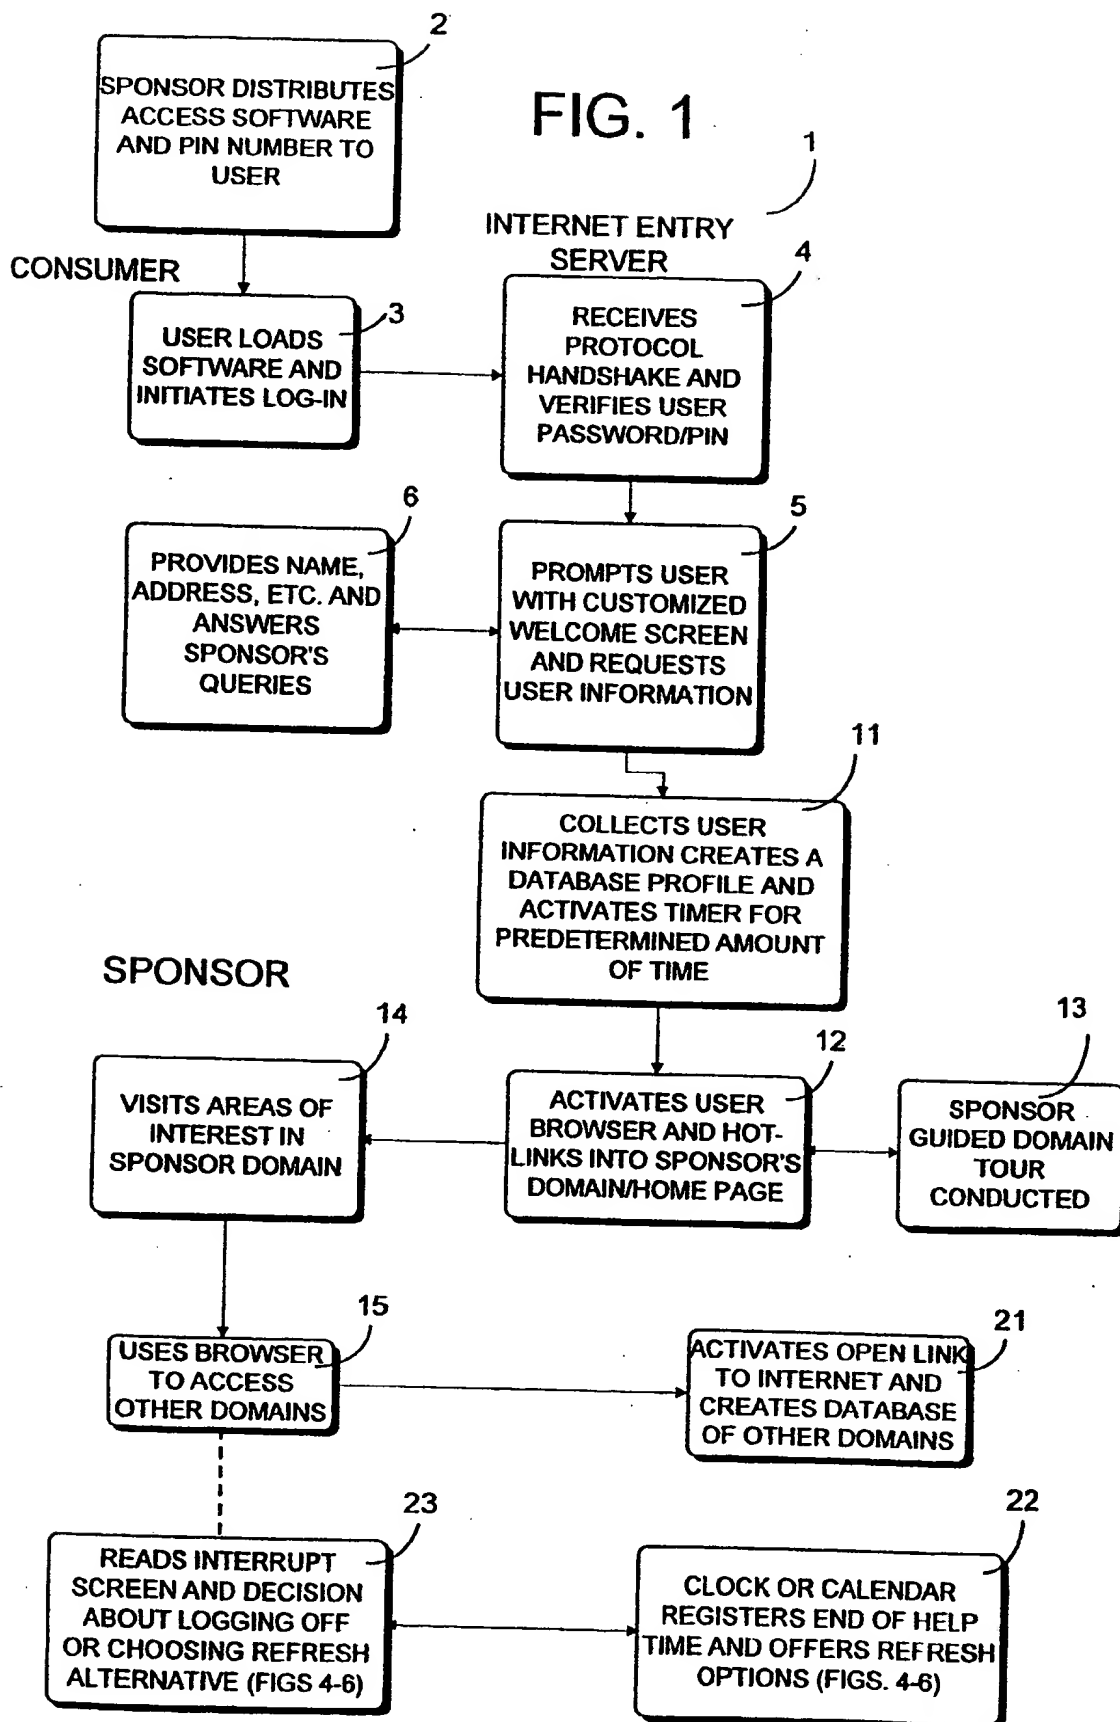 2
SPONSOR DISTRIBUTES
ACCESS SOFTWARE
AND PIN NUMBER TO
USER
FIG. 1
1
INTERNET ENTRY
SERVER
CONSUMER
3
USER LOADS
SOFTWARE AND
INITIATES LOG-IN
4
RECEIVES
PROTOCOL
HANDSHAKE AND
VERIFIES USER
PASSWORD/PIN
6
PROVIDES NAME,
ADDRESS, ETC. AND
ANSWERS
SPONSOR'S
QUERIES
5
PROMPTS USER
WITH CUSTOMIZED
WELCOME SCREEN
AND REQUESTS
USER INFORMATION
11
COLLECTS USER
INFORMATION CREATES A
DATABASE PROFILE AND
ACTIVATES TIMER FOR
PREDETERMINED AMOUNT
OF TIME
SPONSOR
14
VISITS AREAS OF
INTEREST IN
SPONSOR DOMAIN
12
ACTIVATES USER
BROWSER AND HOT-
LINKS INTO SPONSOR'S
DOMAIN/HOME PAGE
13
SPONSOR
GUIDED DOMAIN
TOUR
CONDUCTED
15
USES BROWSER
TO ACCESS
OTHER DOMAINS
21
ACTIVATES OPEN LINK
TO INTERNET AND
CREATES DATABASE
OF OTHER DOMAINS
23
READS INTERRUPT
SCREEN AND DECISION
ABOUT LOGGING OFF
OR CHOOSING REFRESH
ALTERNATIVE (FIGS 4-6)
22
CLOCK OR CALENDAR
REGISTERS END OF HELP
TIME AND OFFERS REFRESH
OPTIONS (FIGS. 4-6)